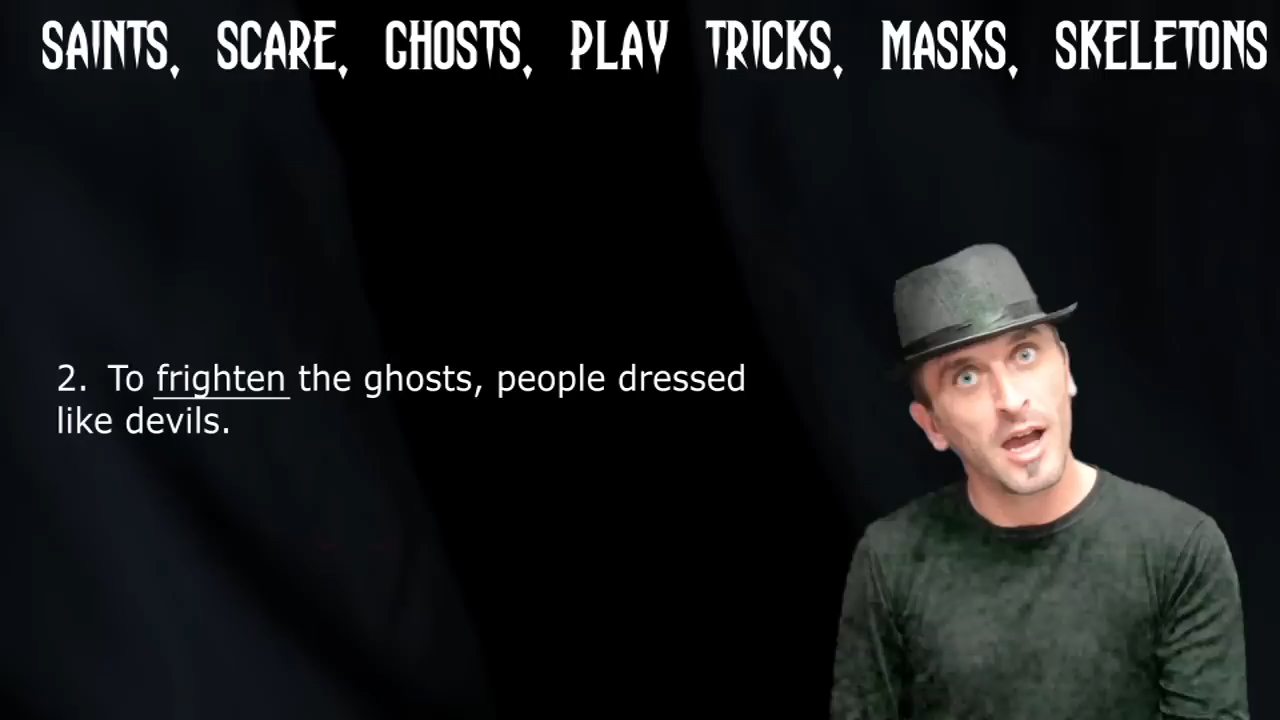 SAINTS, SCARE, GHOSTS, PLAY TRICKS, MASKS, SKELETONS
2. To frighten the ghosts, people dressed
like devils.